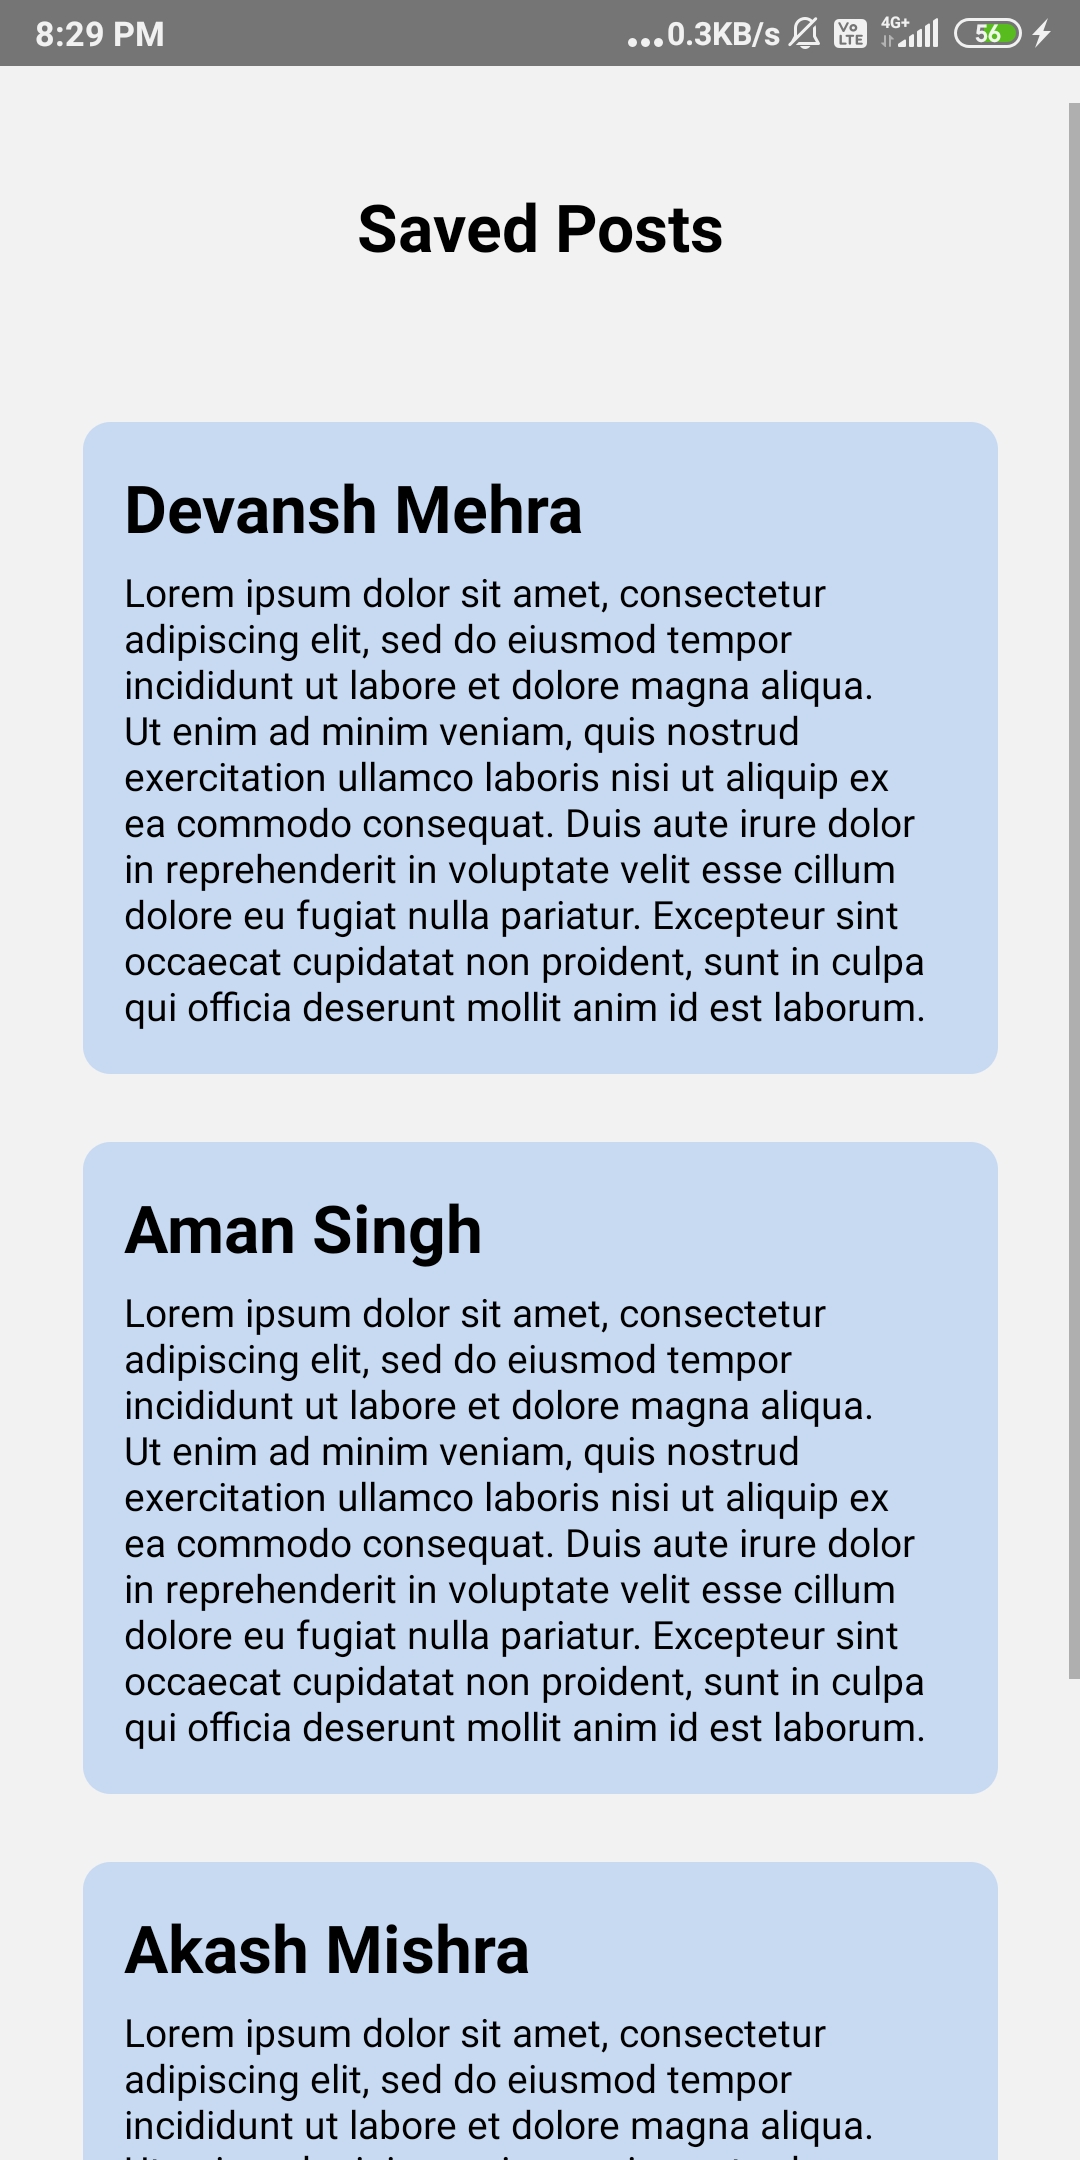 8:29 PM
...0.3KB/s Vo LTE 4G+ 56
Saved Posts
Devansh Mehra
Lorem ipsum dolor sit amet, consectetur
adipiscing elit, sed do eiusmod tempor
incididunt ut labore et dolore magna aliqua.
Ut enim ad minim veniam, quis nostrud
exercitation ullamco laboris nisi ut aliquip ex
ea commodo consequat. Duis aute irure dolor
in reprehenderit in voluptate velit esse cillum
dolore eu fugiat nulla pariatur. Excepteur sint
occaecat cupidatat non proident, sunt in culpa
qui officia deserunt mollit anim id est laborum.
Aman Singh
Lorem ipsum dolor sit amet, consectetur
adipiscing elit, sed do eiusmod tempor
incididunt ut labore et dolore magna aliqua.
Ut enim ad minim veniam, quis nostrud
exercitation ullamco laboris nisi ut aliquip ex
ea commodo consequat. Duis aute irure dolor
in reprehenderit in voluptate velit esse cillum
dolore eu fugiat nulla pariatur. Excepteur sint
occaecat cupidatat non proident, sunt in culpa
qui officia deserunt mollit anim id est laborum.
Akash Mishra
Lorem ipsum dolor sit amet, consectetur
adipiscing elit, sed do eiusmod tempor
incididunt ut labore et dolore magna aliqua.